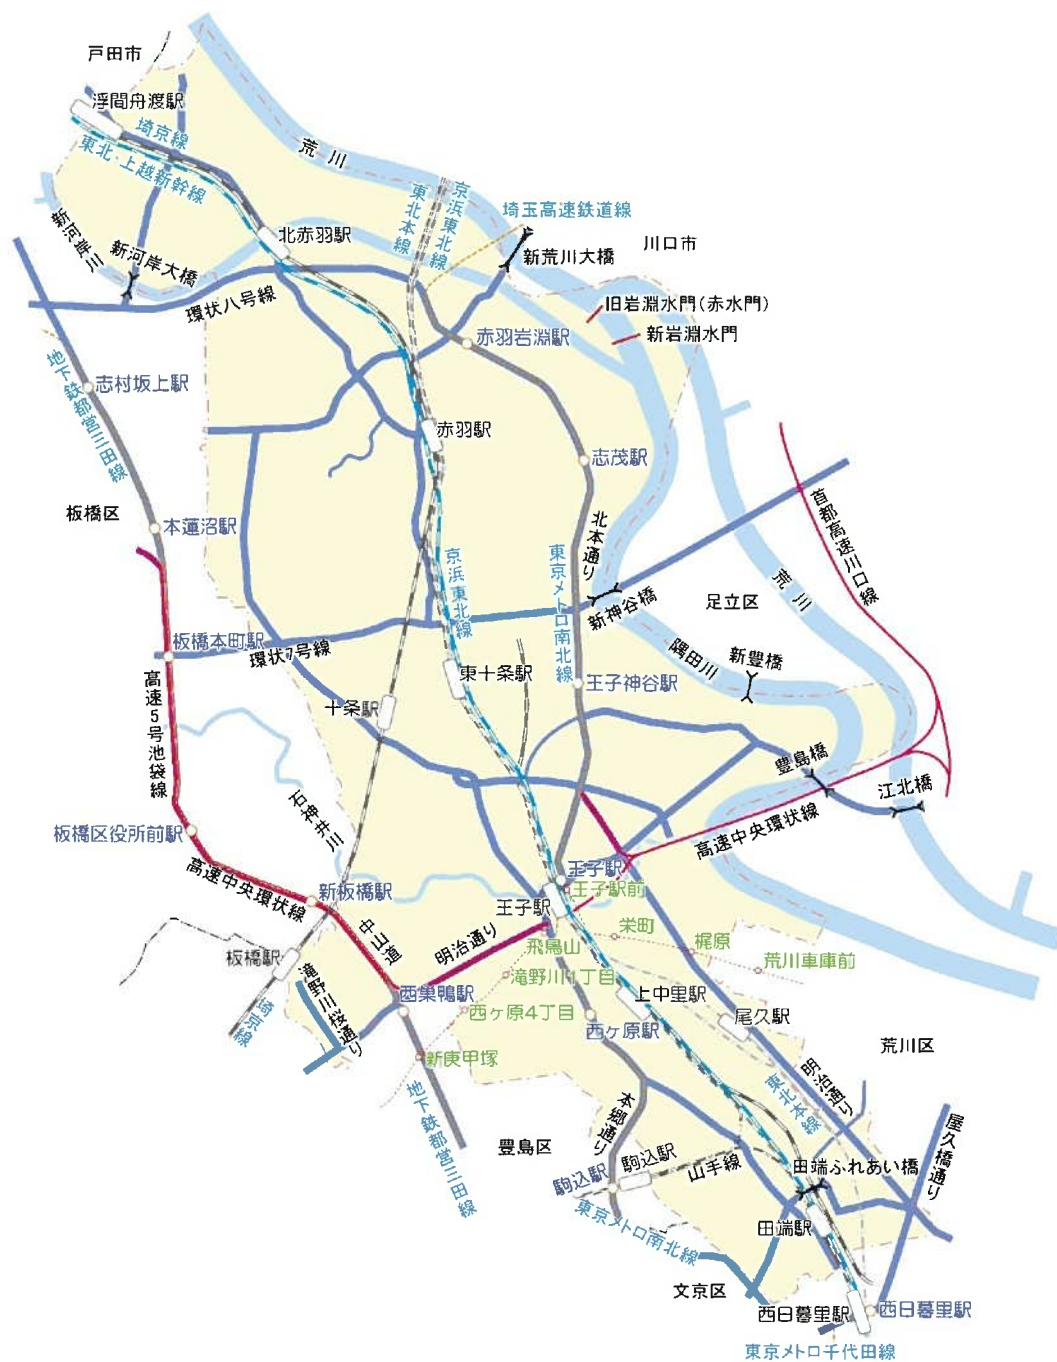 戸田市
浮間舟渡駅
埼京線
東北・上越新幹線
荒川
東北本線
京浜東北線
埼玉高速鉄道線
川口市
新河岸川
新河岸大橋
北赤羽駅
新荒川大橋
環状八号線
旧岩淵水門(赤水門)
赤羽岩淵駅
新岩淵水門
地下鉄都営三田線
志村坂上駅
赤羽駅
志茂駅
板橋区
本蓮沼駅
北本通り
首都高速川口線
京浜東北線
東京メトロ南北線
荒川
新神谷橋
足立区
板橋本町駅
環状7号線
隅田川
新豊橋
東十条駅
王子神谷駅
高速5号池袋線
十条駅
豊島橋
江北橋
石神井川
板橋区役所前駅
高速中央環状線
高速中央環状線
新板橋駅
王子駅
王子駅前
王子駅
中山道
明治通り
栄町
飛鳥山
梶原
板橋駅
滝野川桜通り
滝野川1丁目
荒川車庫前
西巣鴨駅
上中里駅
西ヶ原4丁目
西ヶ原駅
尾久駅
埼京線
新庚申塚
荒川区
明治通り
東北本線
地下鉄都営三田線
本郷通り
豊島区
屋久橋通り
駒込駅
駒込駅
山手線
田端ふれあい橋
東京メトロ南北線
田端駅
文京区
西日暮里駅
西日暮里駅
東京メトロ千代田線